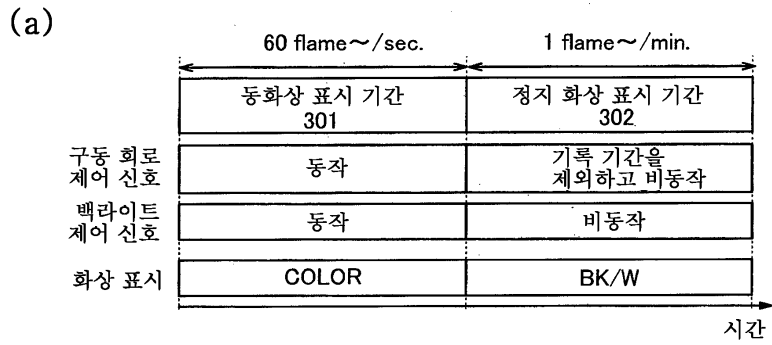 (a)
60 flame～/sec. 1 flame～/min.
동화상 표시 기간 정지 화상 표시 기간
301 302
구동 회로 제어 신호 동작 기록 기간을 제외하고 비동작
백라이트 제어 신호 동작 비동작
화상 표시 COLOR BK/W
시간